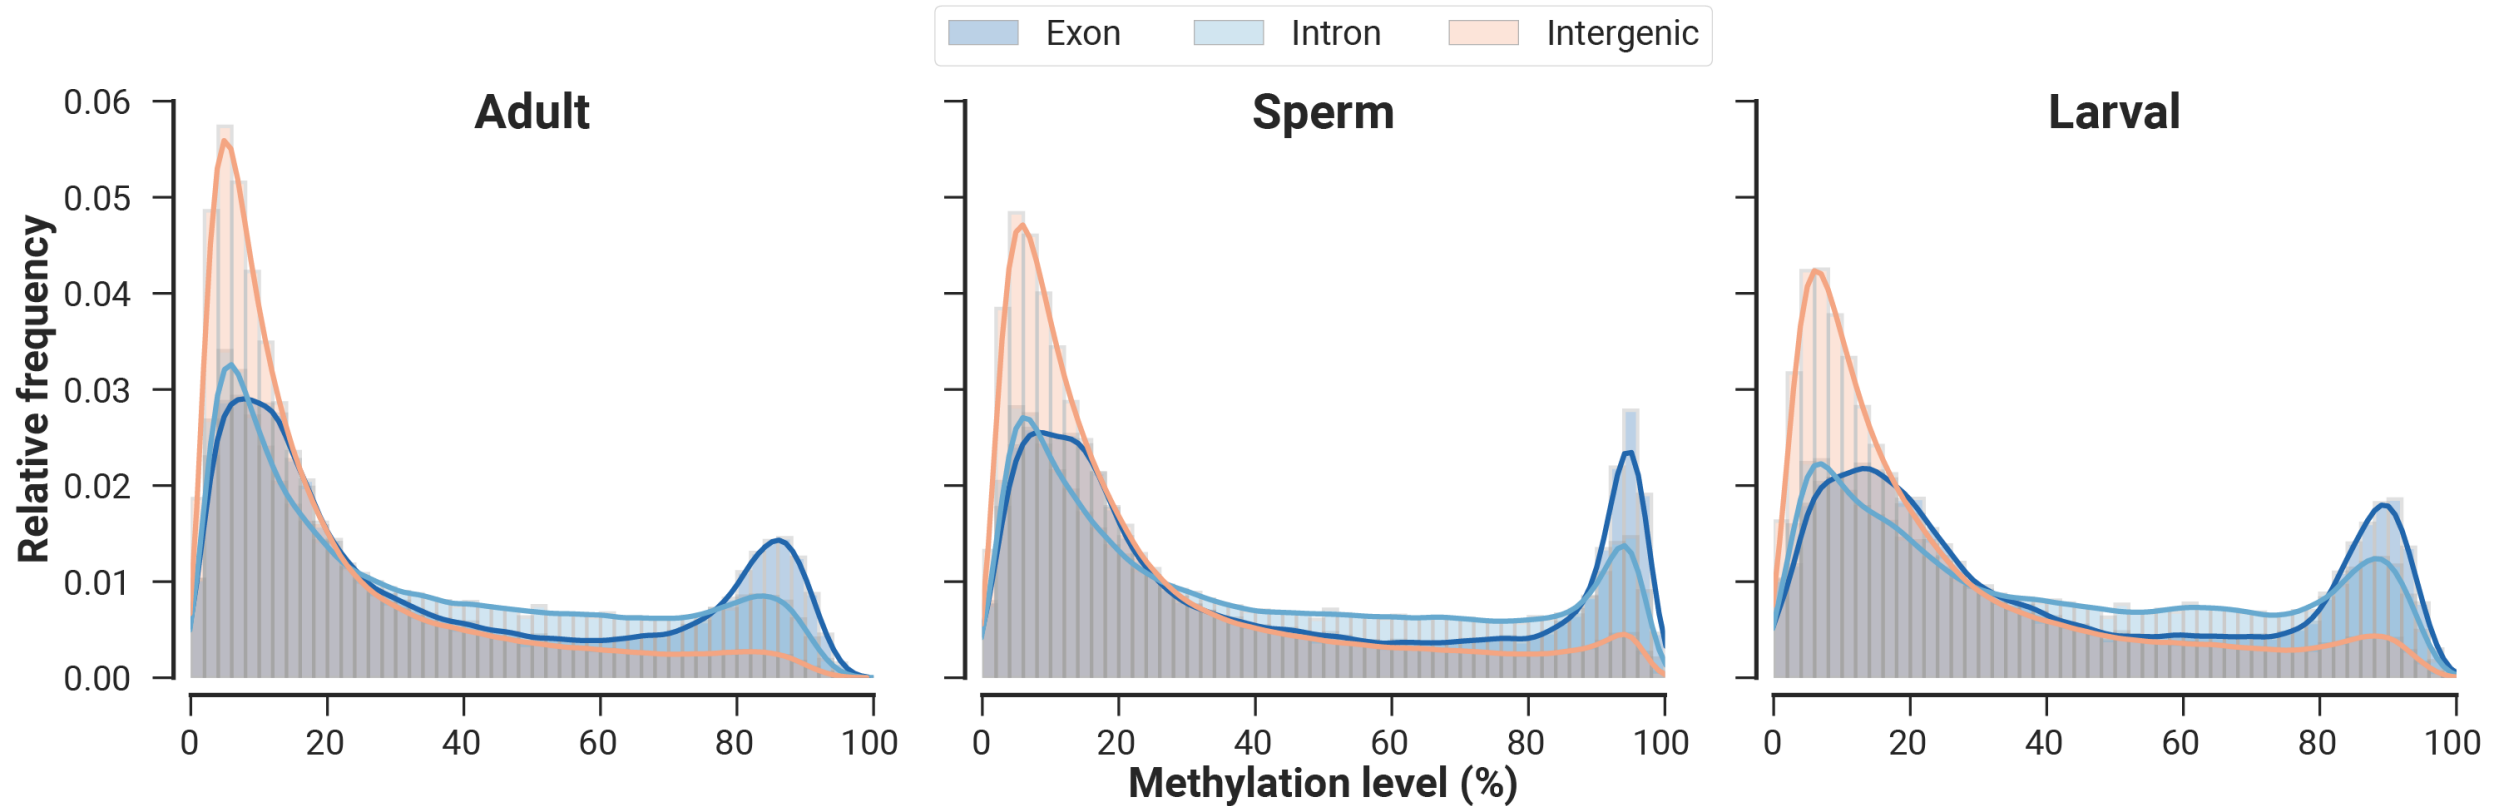 Exon Intron Intergenic
Adult Sperm Larval
Relative frequency
0.06
0.05
0.04
0.03
0.02
0.01
0.00
0 20 40 60 80 100 0 20 40 60 80 100 0 20 40 60 80 100
Methylation level (%)